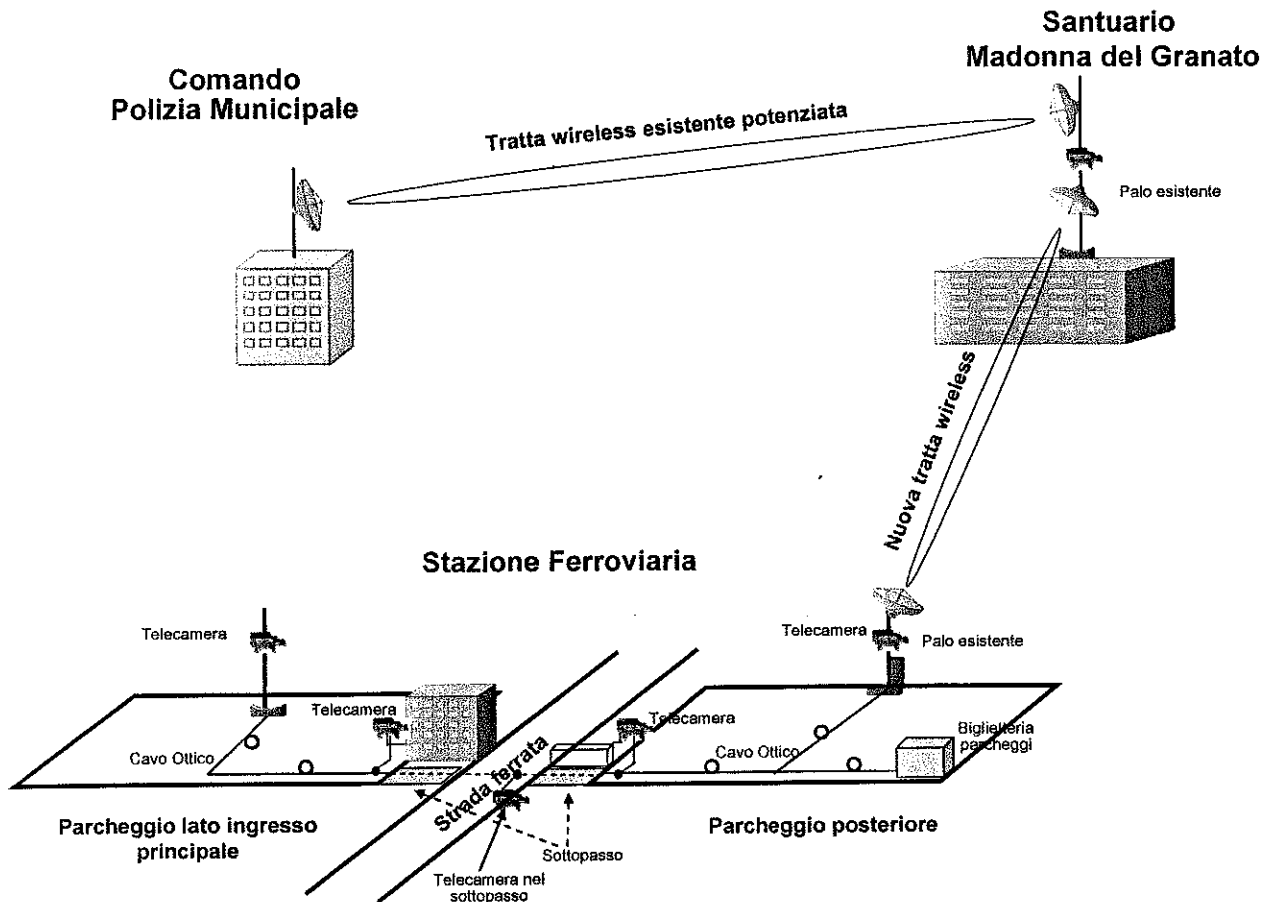 Santuario
Madonna del Granato
Comando
Polizia Municipale
Tratta wireless esistente potenziata
Palo esistente
Nuova tratta wireless
Stazione Ferroviaria
Telecamera
Telecamera
Palo esistente
Telecamera
Telecamera
Biglietteria
parcheggi
Cavo Ottico
Cavo Ottico
Strada ferrata
Parcheggio lato ingresso
principale
Parcheggio posteriore
Sottopasso
Telecamera nel
sottopasso